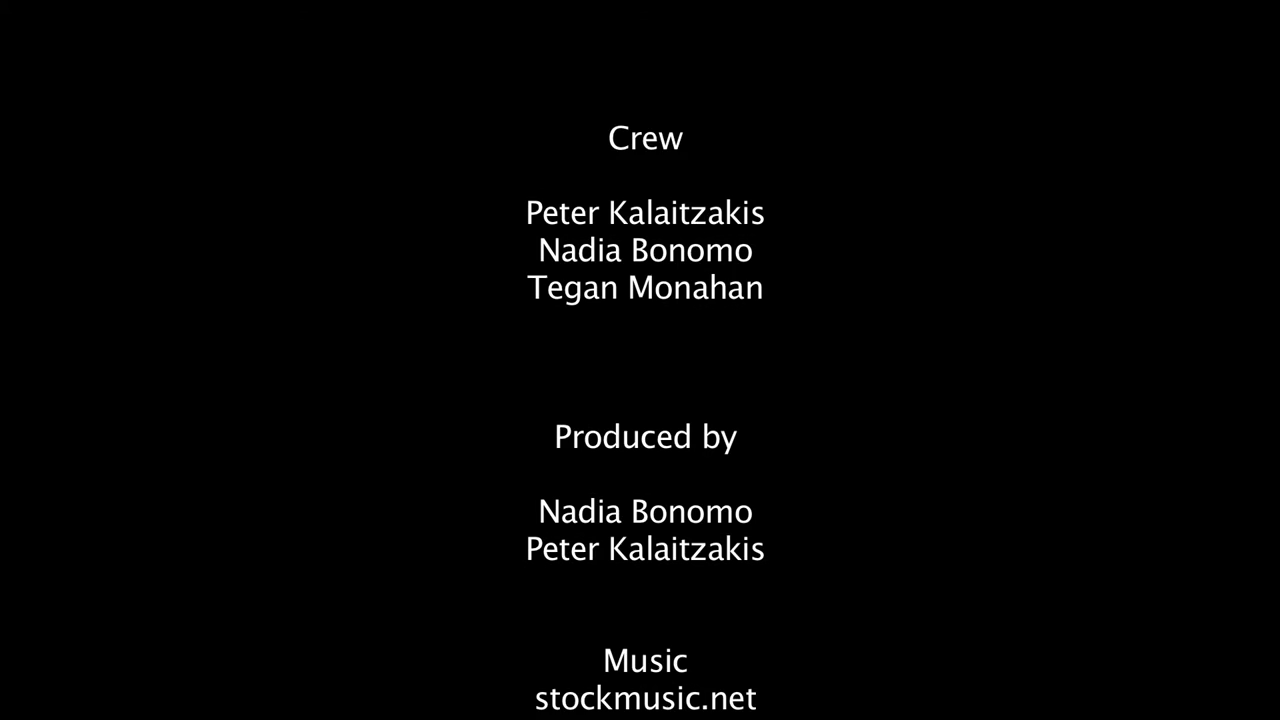 Crew
Peter Kalaitzakis
Nadia Bonomo
Tegan Monahan
Produced by
Nadia Bonomo
Peter Kalaitzakis
Music
stockmusic.net